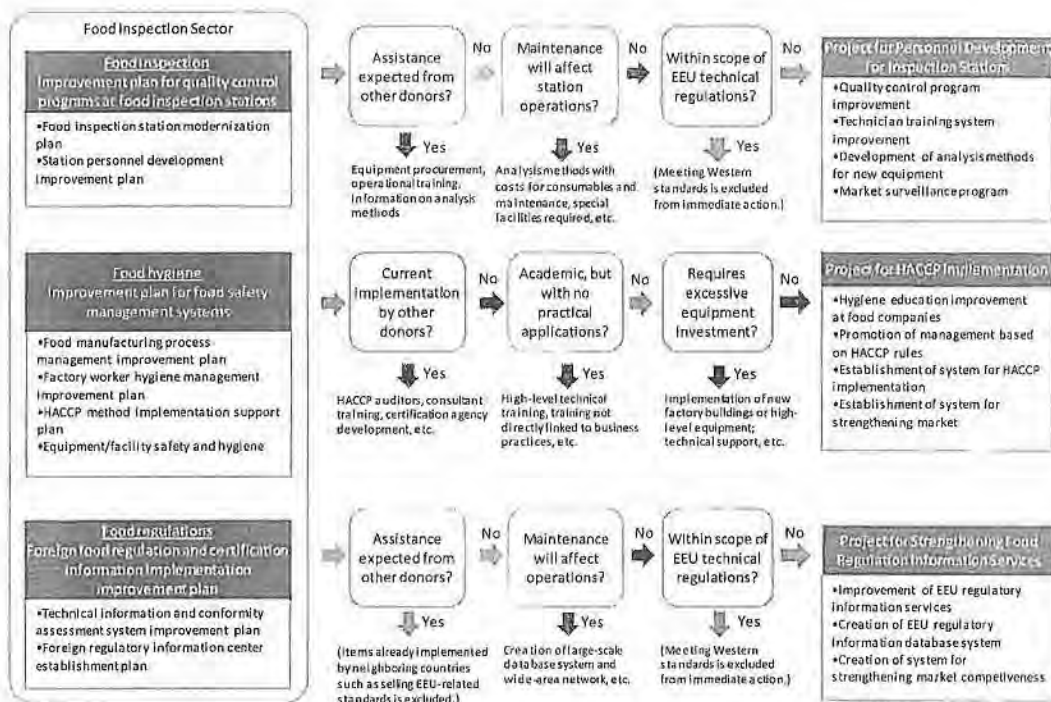 Food Inspection Sector
Food Inspection
Improvement plan for quality control
programs at food inspection stations
•Food inspection station modernization
plan
•Station personnel development
improvement plan
Assistance
expected from
other donors?
No
Maintenance
will affect
station
operations?
No
Within scope of
EEU technical
regulations?
No
Yes
Equipment procurement,
operational training,
Information on analysis
methods
Yes
Analysis methods with
costs for consumables and
maintenance, special
facilities required, etc.
Yes
(Meeting Western
standards is excluded
from immediate action.)
Project for Personnel Development
for Inspection Stations
•Quality control program
improvement
•Technician training system
improvement
•Development of analysis methods
for new equipment
•Market surveillance program
Food hygiene
Improvement plan for food safety
management systems
•Food manufacturing process
management improvement plan
•Factory worker hygiene management
improvement plan
•HACCP method implementation support
plan
•Equipment/facility safety and hygiene
Current
implementation
by other
donors?
No
Academic, but
with no
practical
applications?
No
Requires
excessive
equipment
investment?
No
Yes
HACCP auditors, consultant
training, certification agency
development, etc.
Yes
High-level technical
training, training not
directly linked to business
practices, etc.
Yes
Implementation of new
factory buildings or high-
level equipment;
technical support, etc.
Project for HACCP Implementation
•Hygiene education improvement
at food companies
•Promotion of management based
on HACCP rules
•Establishment of system for HACCP
implementation
•Establishment of system for
strengthening market
Food regulations
Foreign food regulation and certification
information implementation
improvement plan
•Technical information and conformity
assessment system improvement plan
•Foreign regulatory information center
establishment plan
Assistance
expected from
other donors?
No
Maintenance
will affect
operations?
No
Within scope of
EEU technical
regulations?
No
Yes
(Items already implemented
by neighboring countries
such as selling EEU-related
standards is excluded.)
Yes
Creation of large-scale
database system and
wide-area network, etc.
Yes
(Meeting Western
standards is excluded
from immediate action.)
Project for Strengthening Food
Regulation Information Services
•Improvement of EEU regulatory
information services
•Creation of EEU regulatory
Information database system
•Creation of system for
strengthening market competiveness